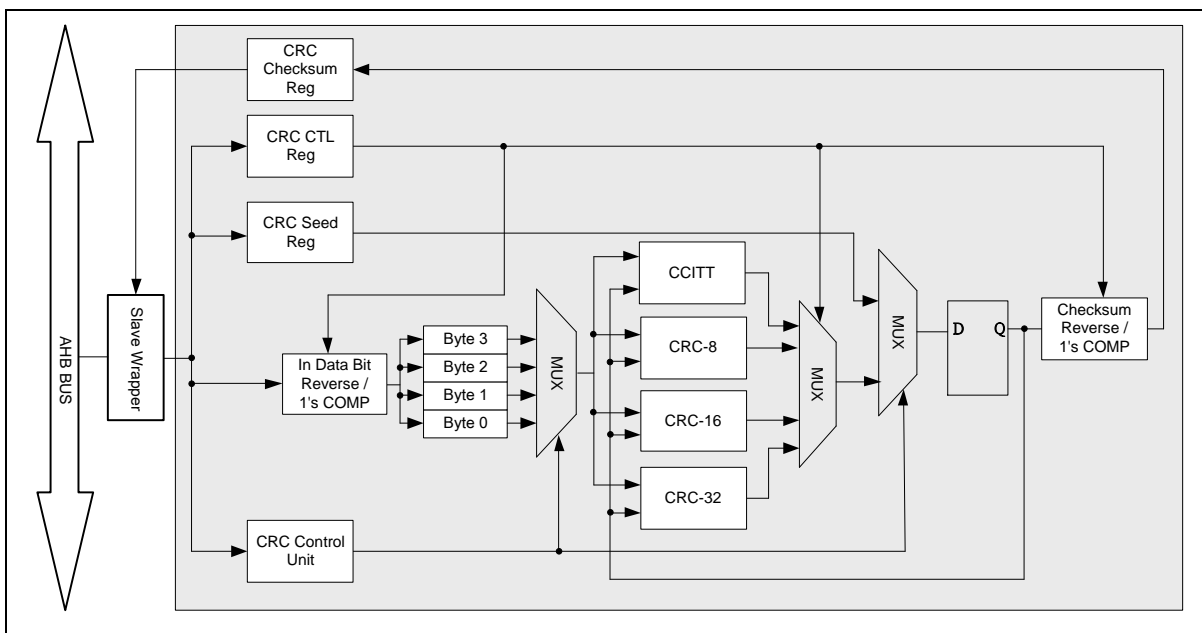 CRC
Checksum
Reg
CRC CTL
Reg
CRC Seed
Reg
AHB BUS
Slave Wrapper
In Data Bit
Reverse /
1's COMP
Byte 3
Byte 2
Byte 1
Byte 0
MUX
CCITT
CRC-8
CRC-16
CRC-32
MUX
MUX
D
Q
Checksum
Reverse /
1's COMP
CRC Control
Unit